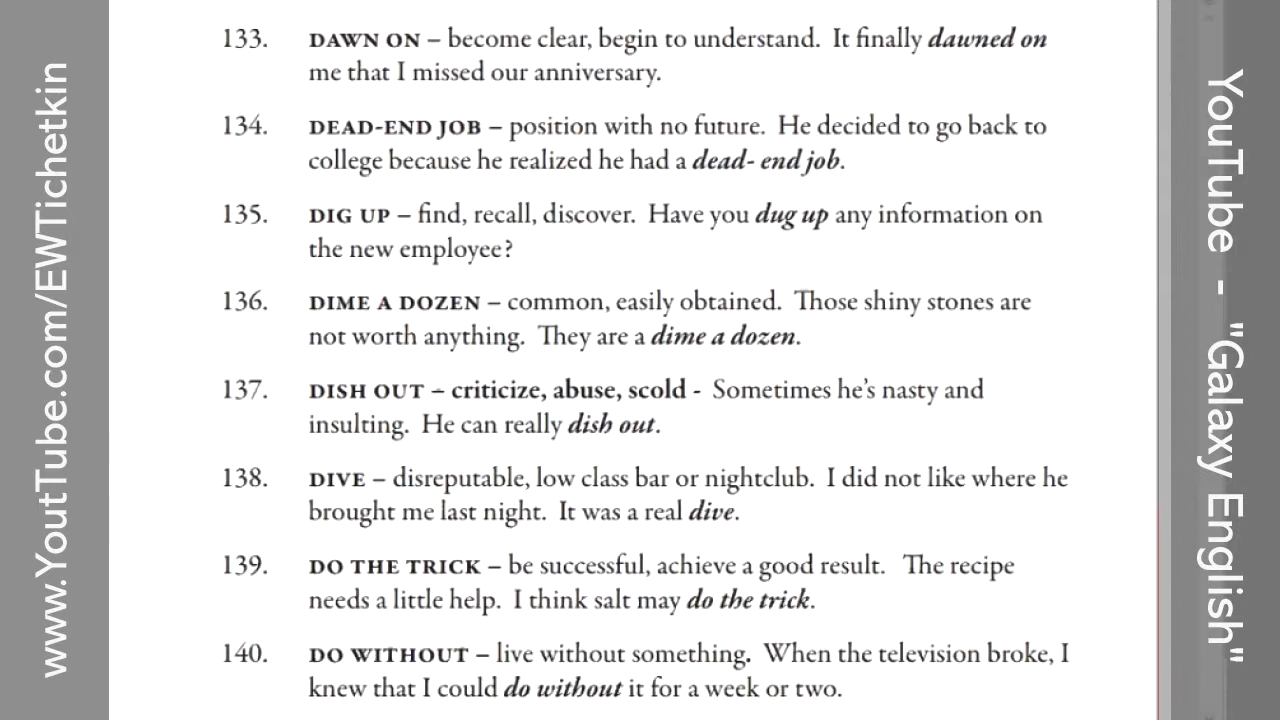 www.YoutTube.com/EWTichetkin
133. DAWN ON – become clear, begin to understand. It finally dawned on
me that I missed our anniversary.
134. DEAD-END JOB – position with no future. He decided to go back to
college because he realized he had a dead- end job.
135. DIG UP – find, recall, discover. Have you dug up any information on
the new employee?
136. DIME A DOZEN – common, easily obtained. Those shiny stones are
not worth anything. They are a dime a dozen.
137. DISH OUT – criticize, abuse, scold - Sometimes he's nasty and
insulting. He can really dish out.
138. DIVE – disreputable, low class bar or nightclub. I did not like where he
brought me last night. It was a real dive.
139. DO THE TRICK – be successful, achieve a good result. The recipe
needs a little help. I think salt may do the trick.
140. DO WITHOUT – live without something. When the television broke, I
knew that I could do without it for a week or two.
YouTube - "Galaxy English"